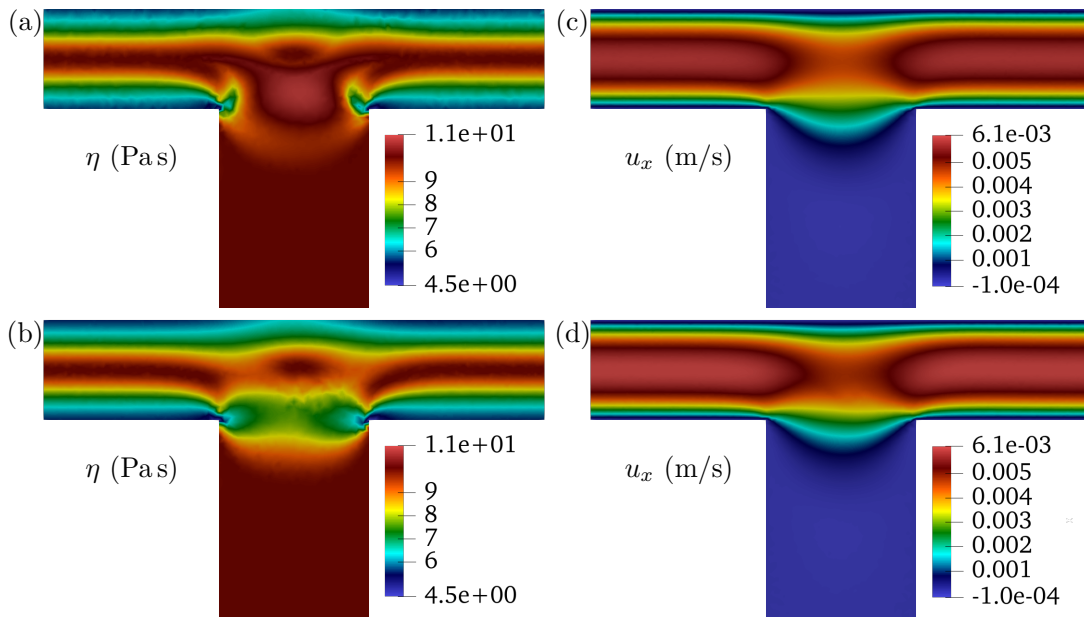 (a)
η (Pa s)
1.1e+01
9
8
7
6
4.5e+00
(c)
u_x (m/s)
6.1e-03
0.005
0.004
0.003
0.002
0.001
-1.0e-04
(b)
η (Pa s)
1.1e+01
9
8
7
6
4.5e+00
(d)
u_x (m/s)
6.1e-03
0.005
0.004
0.003
0.002
0.001
-1.0e-04